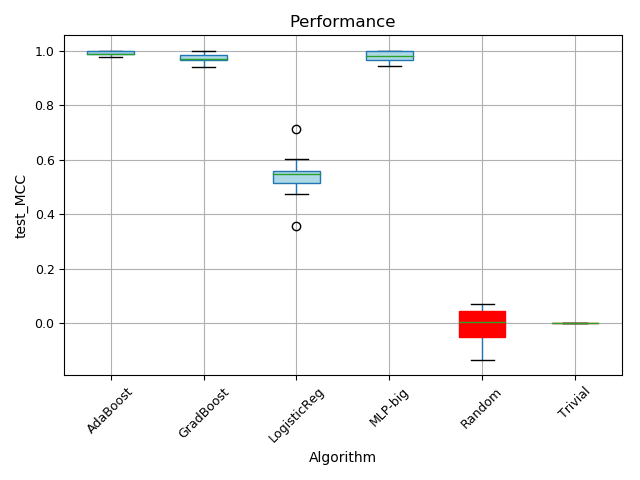 Performance
test_MCC
1.0
0.8
0.6
0.4
0.2
0.0
AdaBoost
GradBoost
LogisticReg
MLP-big
Random
Trivial
Algorithm